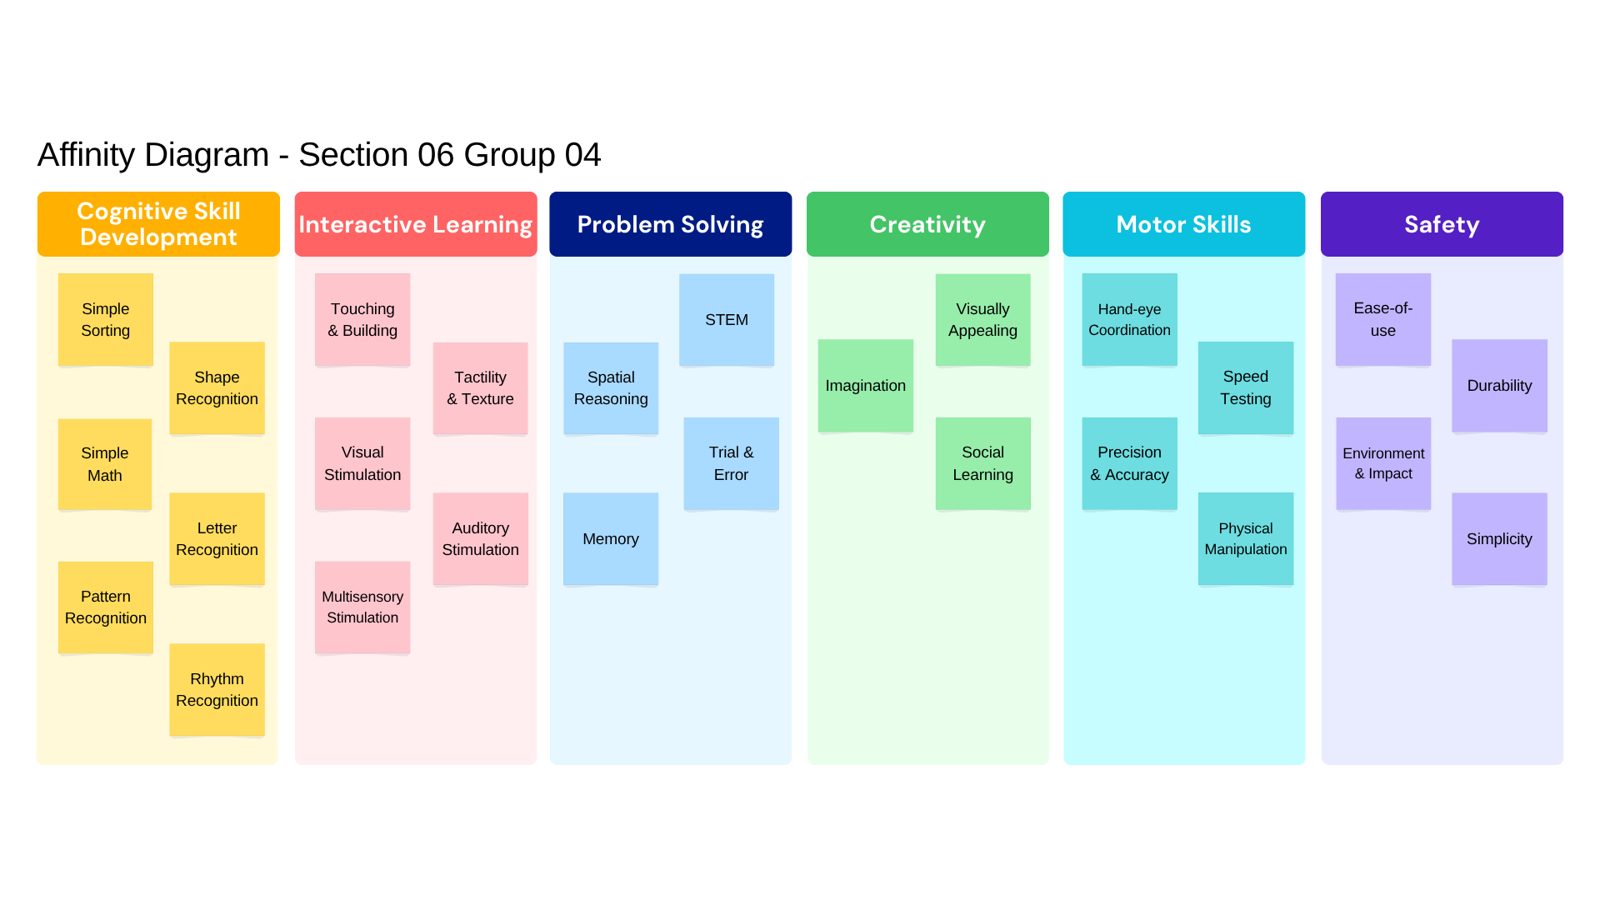 Affinity Diagram - Section 06 Group 04
Cognitive Skill
Development
Simple
Sorting
Shape
Recognition
Simple
Math
Letter
Recognition
Pattern
Recognition
Rhythm
Recognition
Interactive Learning
Touching
& Building
Tactility
& Texture
Visual
Stimulation
Auditory
Stimulation
Multisensory
Stimulation
Problem Solving
STEM
Spatial
Reasoning
Trial &
Error
Memory
Creativity
Visually
Appealing
Imagination
Social
Learning
Motor Skills
Hand-eye
Coordination
Speed
Testing
Precision
& Accuracy
Physical
Manipulation
Safety
Ease-of-
use
Durability
Environment
& Impact
Simplicity